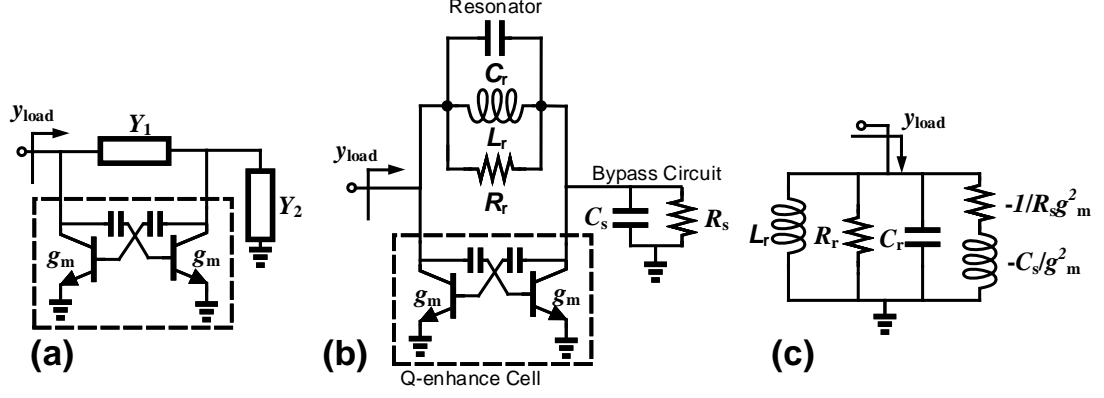 Resonator
C_r
L_r
R_r
y_load
Y_1
Y_2
g_m
g_m
(a)
y_load
Bypass Circuit
C_s
R_s
g_m
g_m
Q-enhance Cell
(b)
y_load
L_r
R_r
C_r
-1/R_sg^2_m
-C_s/g^2_m
(c)